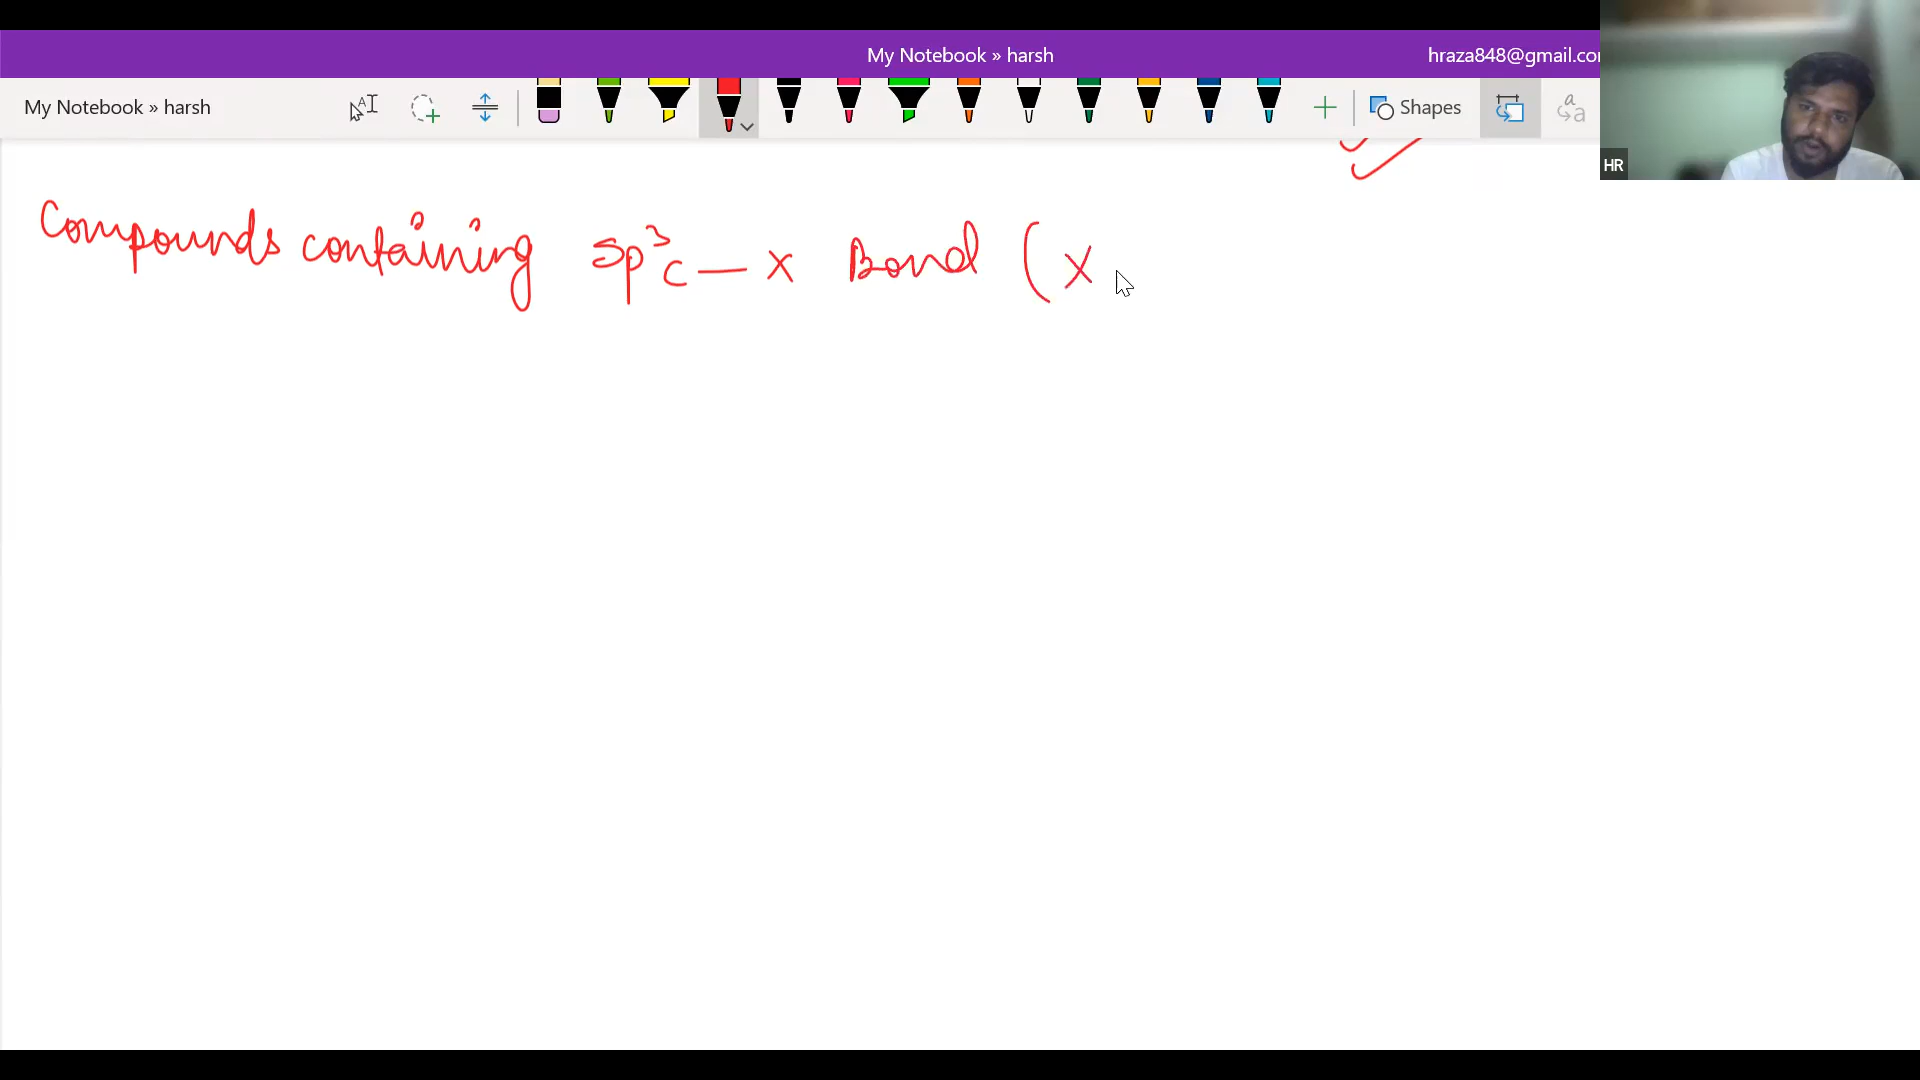 My Notebook » harsh
hraza848@gmail.co
My Notebook » harsh
Shapes
HR
Compounds containing sp³c — x Bond ( x